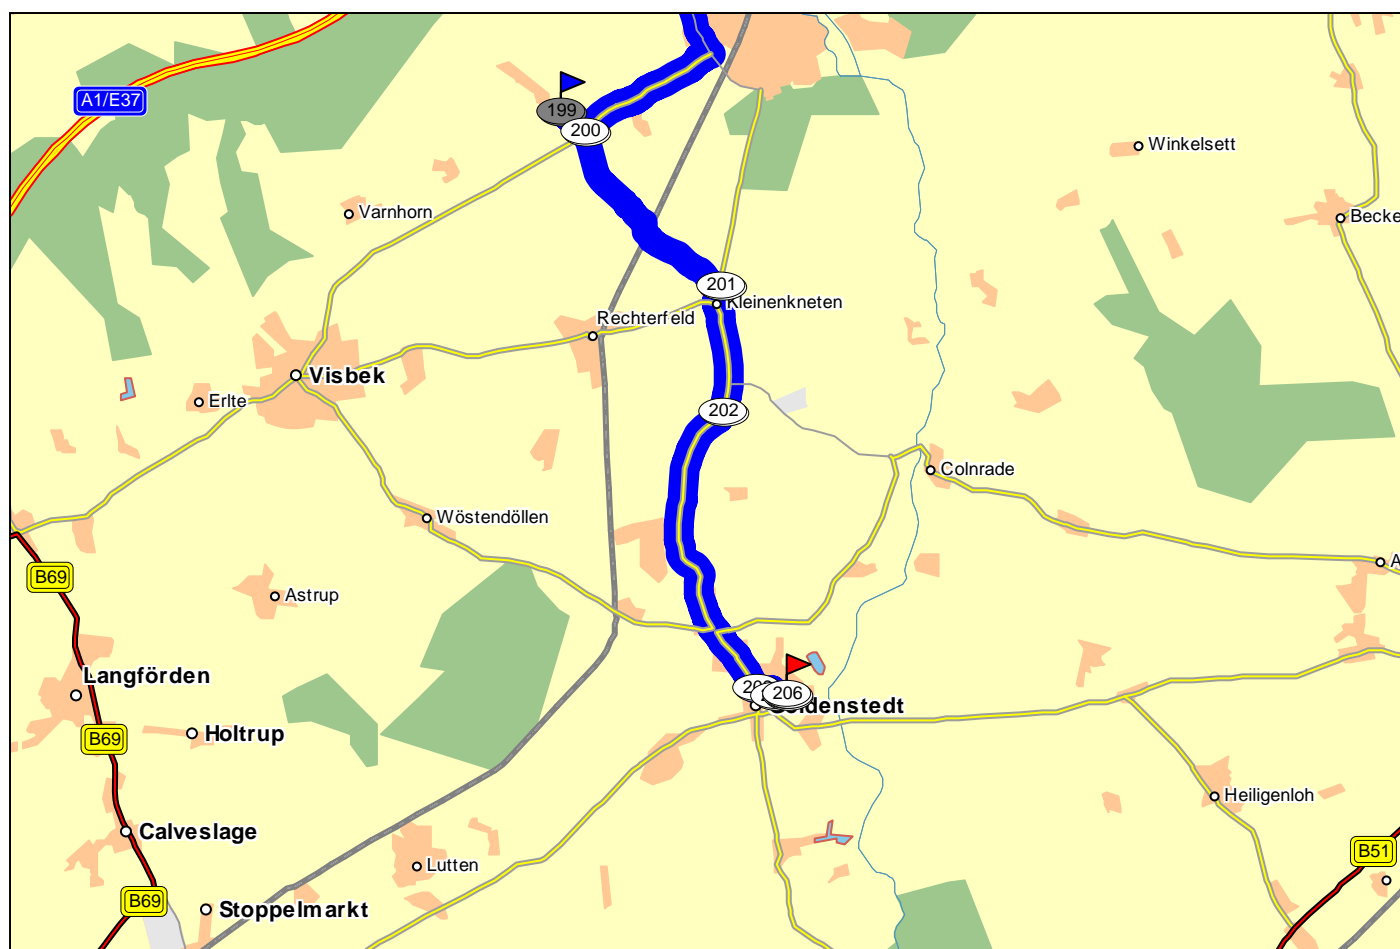 A1/E37
199
200
Winkelsett
Varnhorn
Becke
201
Kleinenkneten
Rechterfeld
Visbek
Erlte
202
Colnrade
Wöstendöllen
A
B69
Astrup
Langförden
206
Holtrup
B69
Heiligenloh
Calveslage
B51
Lutten
B69
Stoppelmarkt